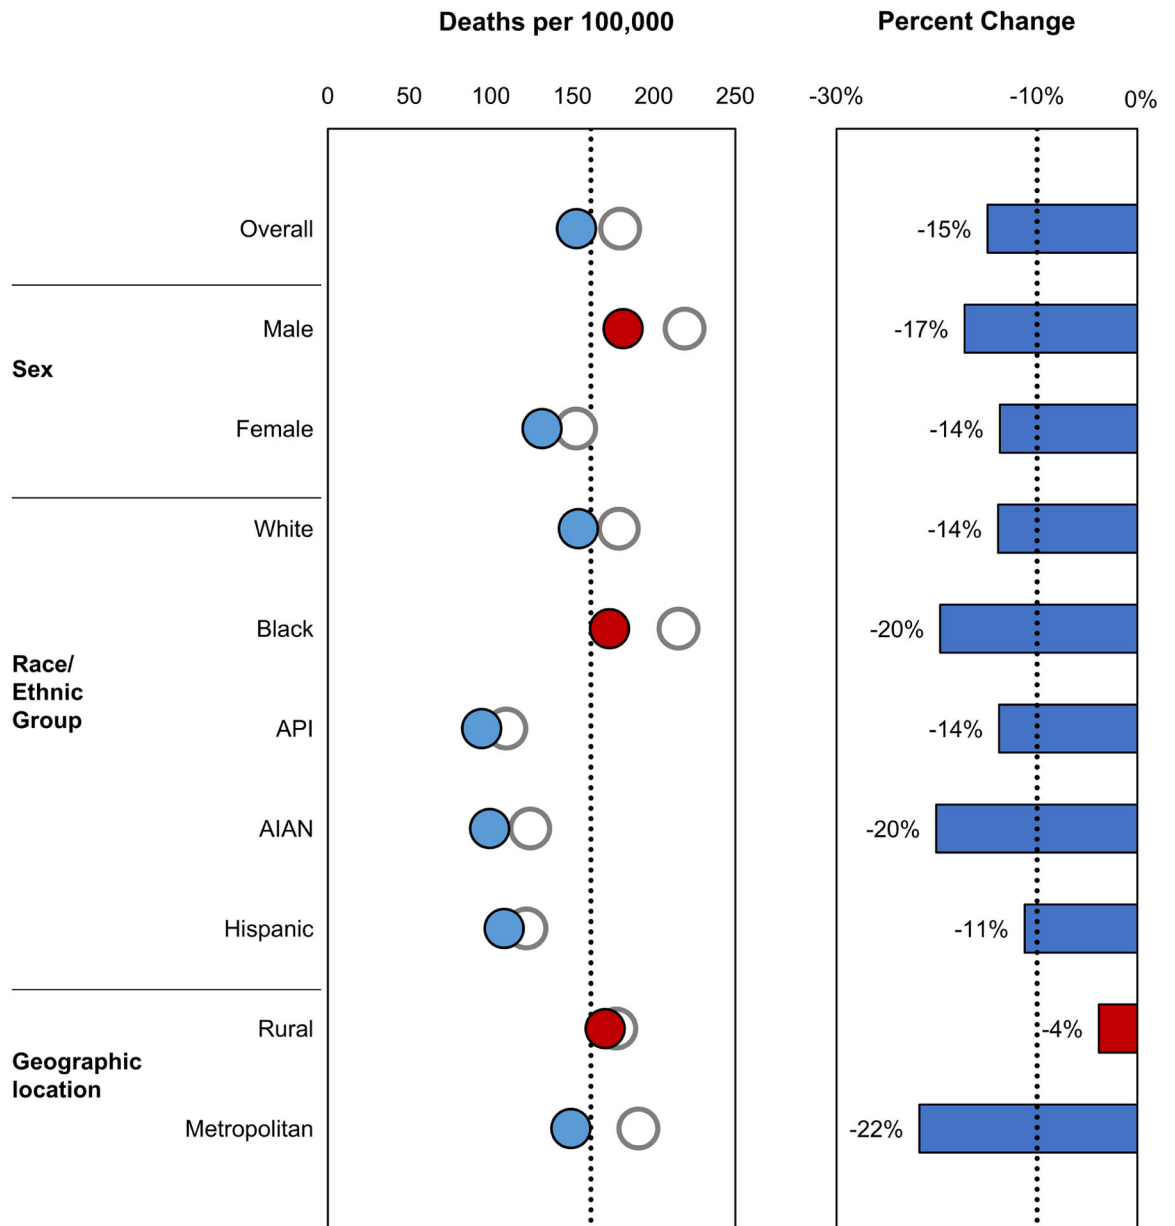 Deaths per 100,000 Percent Change
0 50 100 150 200 250 -30% -10% 0%
Overall -15%
Male -17%
Sex
Female -14%
White -14%
Black -20%
Race/
Ethnic
Group
API -14%
AIAN -20%
Hispanic -11%
Rural -4%
Geographic
location
Metropolitan -22%